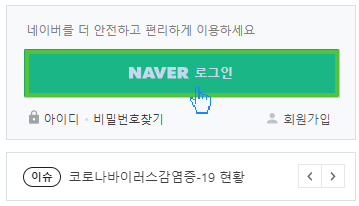 네이버를 더 안전하고 편리하게 이용하세요
NAVER 로그인
아이디 · 비밀번호찾기 회원가입
이슈 코로나바이러스감염증-19 현황